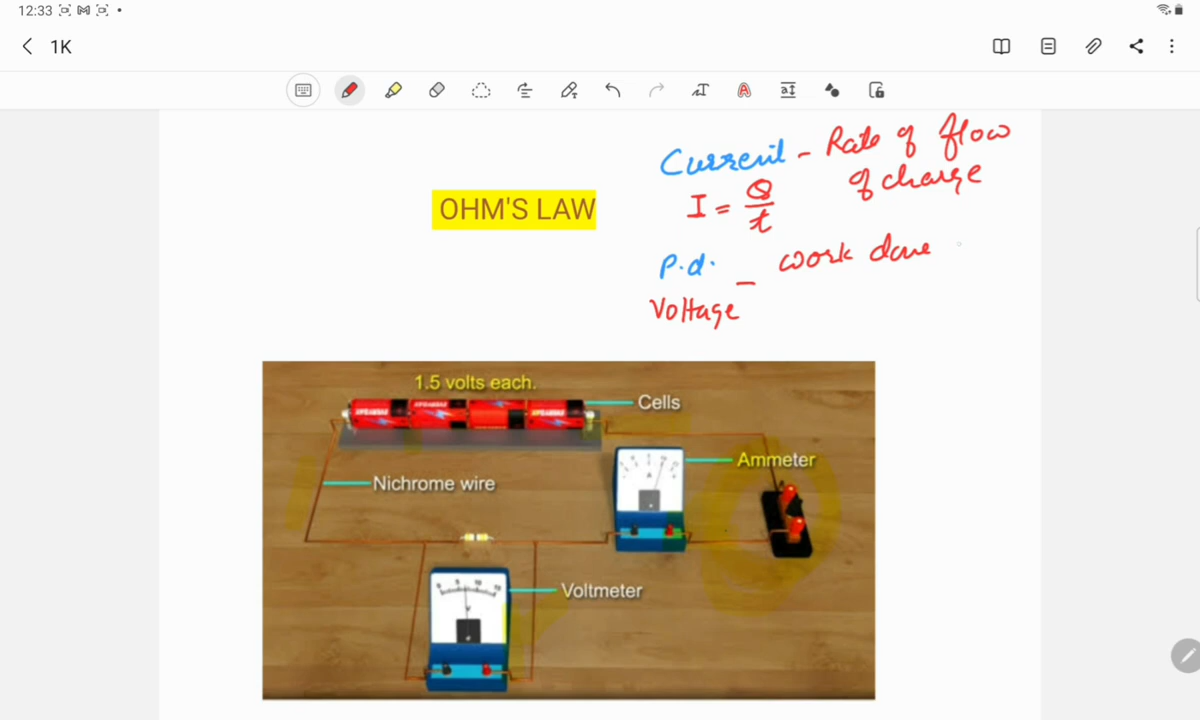 12:33
1K
Current - Rate of flow
of charge
I = Q/t
OHM'S LAW
P.d. - work done
Voltage
1.5 volts each.
Cells
Ammeter
Nichrome wire
Voltmeter